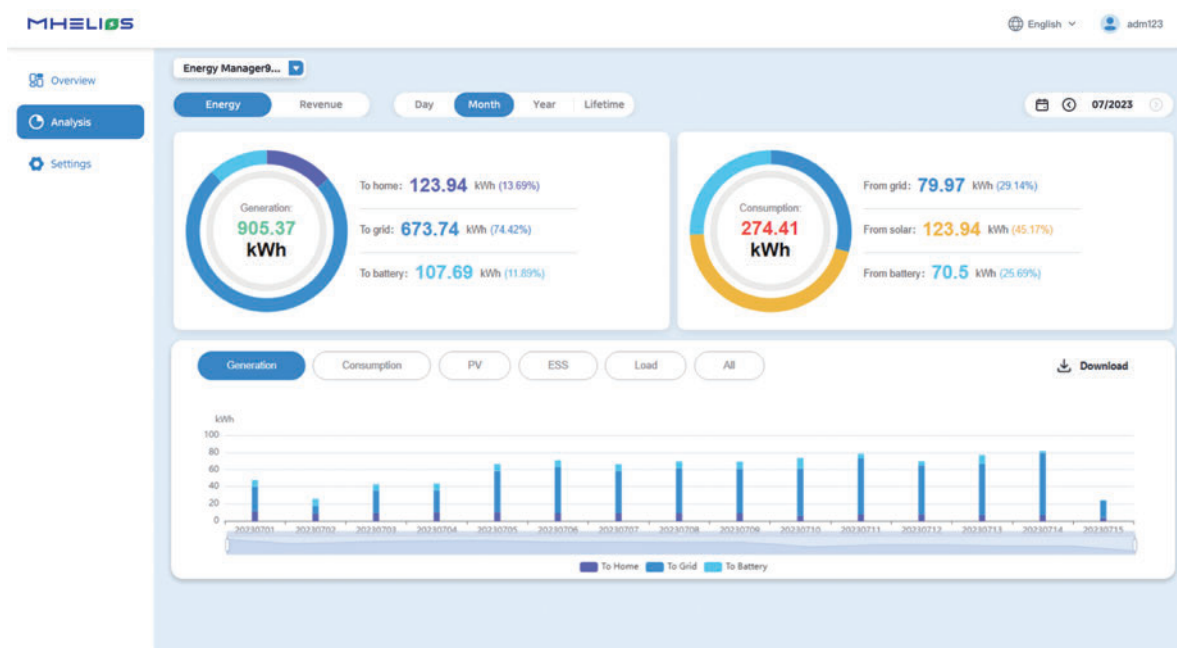 MHELIOS
English
adm123
Overview
Analysis
Settings
Energy Manager9...
Energy Revenue
Day Month Year Lifetime
07/2023
Generation:
905.37
kWh
To home: 123.94 kWh (13.69%)
To grid: 673.74 kWh (74.42%)
To battery: 107.69 kWh (11.89%)
Consumption:
274.41
kWh
From grid: 79.97 kWh (29.14%)
From solar: 123.94 kWh (45.17%)
From battery: 70.5 kWh (25.69%)
Generation Consumption PV ESS Load All
Download
kWh
100
80
60
40
20
0
20230701 20230702 20230703 20230704 20230705 20230706 20230707 20230708 20230709 20230710 20230711 20230712 20230713 20230714 20230715
To Home To Grid To Battery